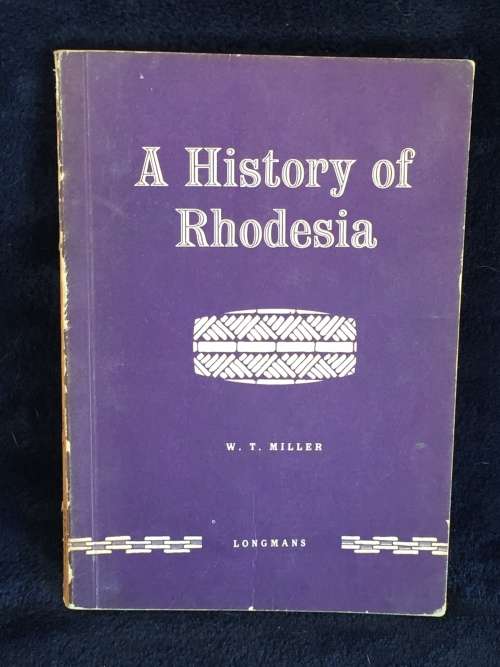 A History of
Rhodesia
W. T. MILLER
LONGMANS